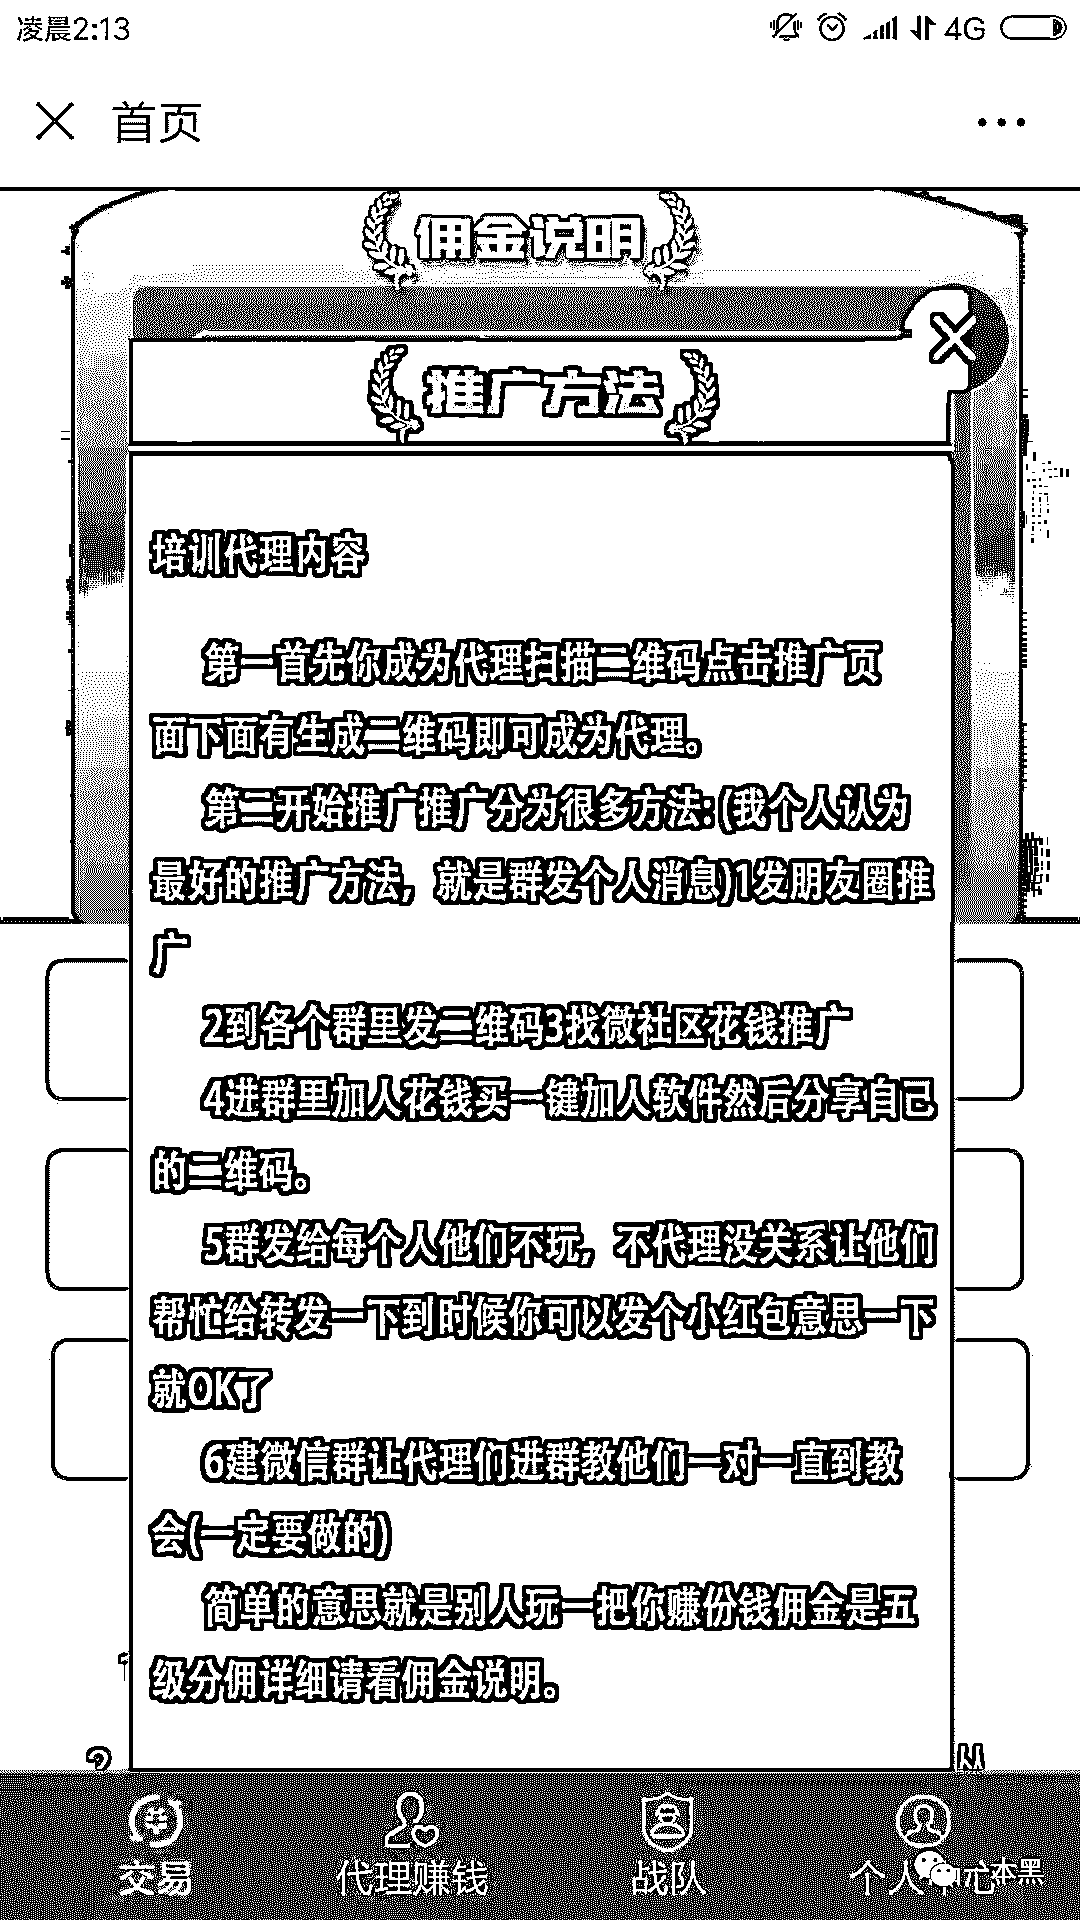 凌晨2:13
4G
首页
佣金说明
推广方法
培训代理内容
第一首先你成为代理扫描二维码点击推广页
面下面有生成二维码即可成为代理。
第二开始推广推广分为很多方法:(我个人认为
最好的推广方法，就是群发个人消息)1发朋友圈推
广
2到各个群里发二维码3找微社区花钱推广
4进群里加人花钱买一键加人软件然后分享自己
的二维码。
5群发给每个人他们不玩，不代理没关系让他们
帮忙给转发一下到时候你可以发个小红包意思一下
就OK了
6建微信群让代理们进群教他们一对一直到教
会(一定要做的)
简单的意思就是别人玩一把你赚份钱佣金是五
级分佣详细请看佣金说明。
交易
代理赚钱
战队
个人中心
本黑